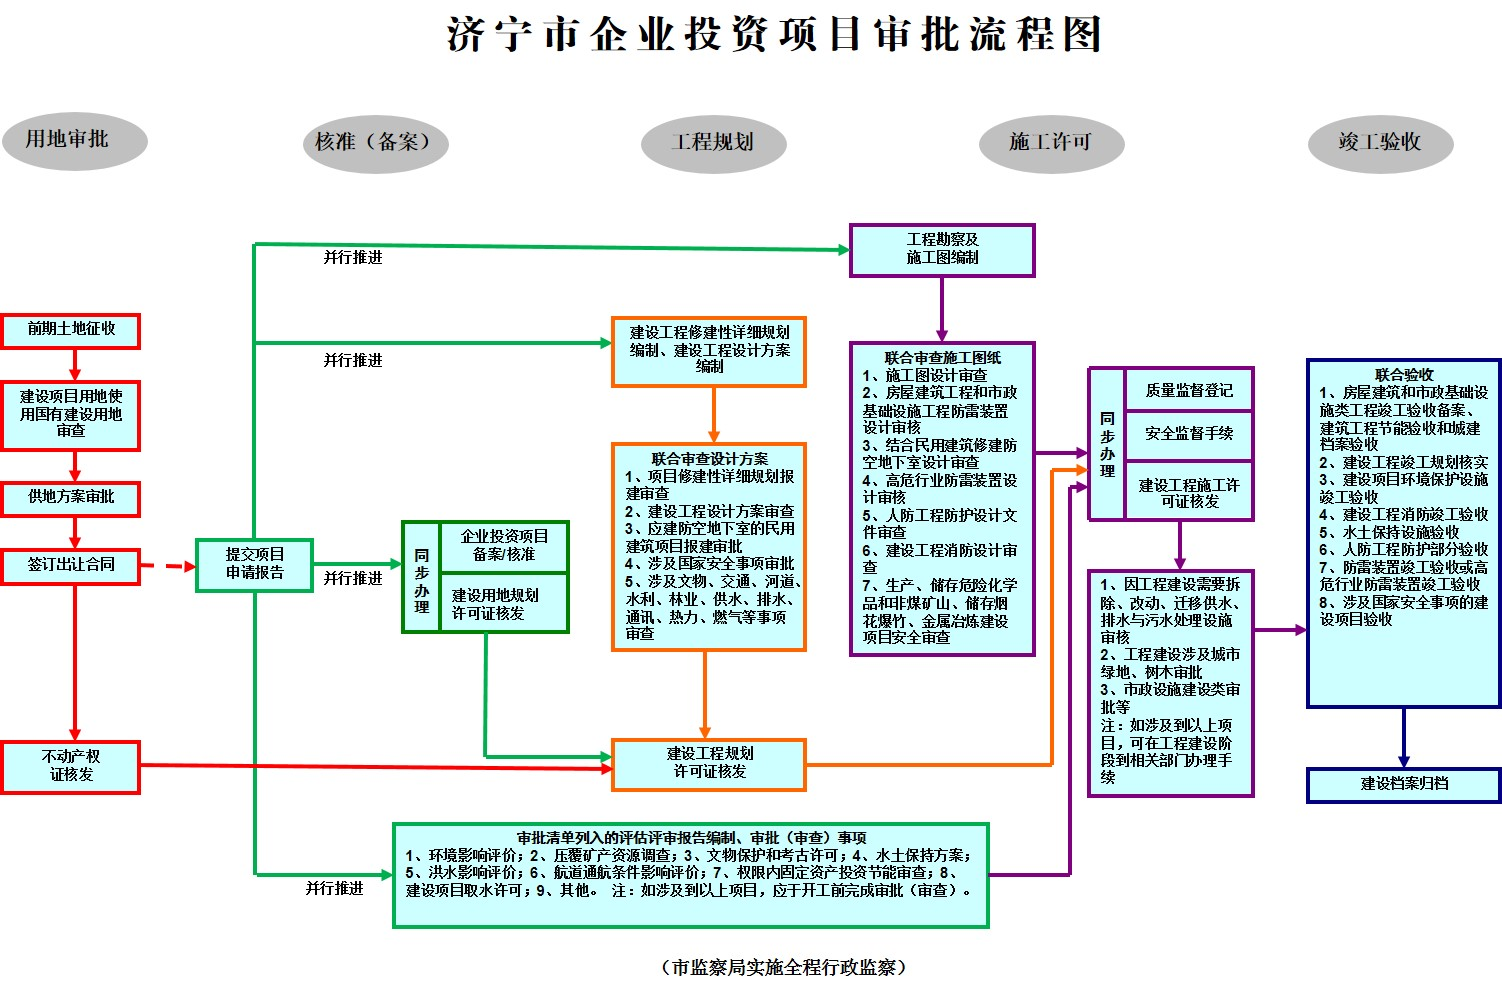 济宁市企业投资项目审批流程图
用地审批
核准（备案）
工程规划
施工许可
竣工验收
前期土地征收
建设项目用地使
用国有建设用地
审查
供地方案审批
签订出让合同
不动产权
证核发
提交项目
申请报告
并行推进
并行推进
并行推进
并行推进
同步办理
企业投资项目
备案/核准
建设用地规划
许可证核发
建设工程修建性详细规划
编制、建设工程设计方案
编制
联合审查设计方案
1、项目修建性详细规划报
建审查
2、建设工程设计方案审查
3、应建防空地下室的民用
建筑项目报建审批
4、涉及国家安全事项审批
5、涉及文物、交通、河道、
水利、林业、供水、排水、
通讯、热力、燃气等事项
审查
建设工程规划
许可证核发
工程勘察及
施工图编制
联合审查施工图纸
1、施工图设计审查
2、房屋建筑工程和市政
基础设施工程防雷装置
设计审核
3、结合民用建筑修建防
空地下室设计审查
4、高危行业防雷装置设
计审核
5、人防工程防护设计文
件审查
6、建设工程消防设计审
查
7、生产、储存危险化学
品和非煤矿山、储存烟
花爆竹、金属冶炼建设
项目安全审查
同步办理
质量监督登记
安全监督手续
建设工程施工许
可证核发
1、因工程建设需要拆
除、改动、迁移供水、
排水与污水处理设施
审核
2、工程建设涉及城市
绿地、树木审批
3、市政设施建设类审
批等
注：如涉及到以上项
目，可在工程建设阶
段到相关部门办理手
续
联合验收
1、房屋建筑和市政基础设
施类工程竣工验收备案、
建筑工程节能验收和城建
档案验收
2、建设工程竣工规划核实
3、建设项目环境保护设施
竣工验收
4、建设工程消防竣工验收
5、水土保持设施验收
6、人防工程防护部分验收
7、防雷装置竣工验收或高
危行业防雷装置竣工验收
8、涉及国家安全事项的建
设项目验收
建设档案归档
审批清单列入的评估评审报告编制、审批（审查）事项
1、环境影响评价；2、压覆矿产资源调查；3、文物保护和考古许可；4、水土保持方案；
5、洪水影响评价；6、航道通航条件影响评价；7、权限内固定资产投资节能审查；8、
建设项目取水许可；9、其他。 注：如涉及到以上项目，应于开工前完成审批（审查）。
（市监察局实施全程行政监察）